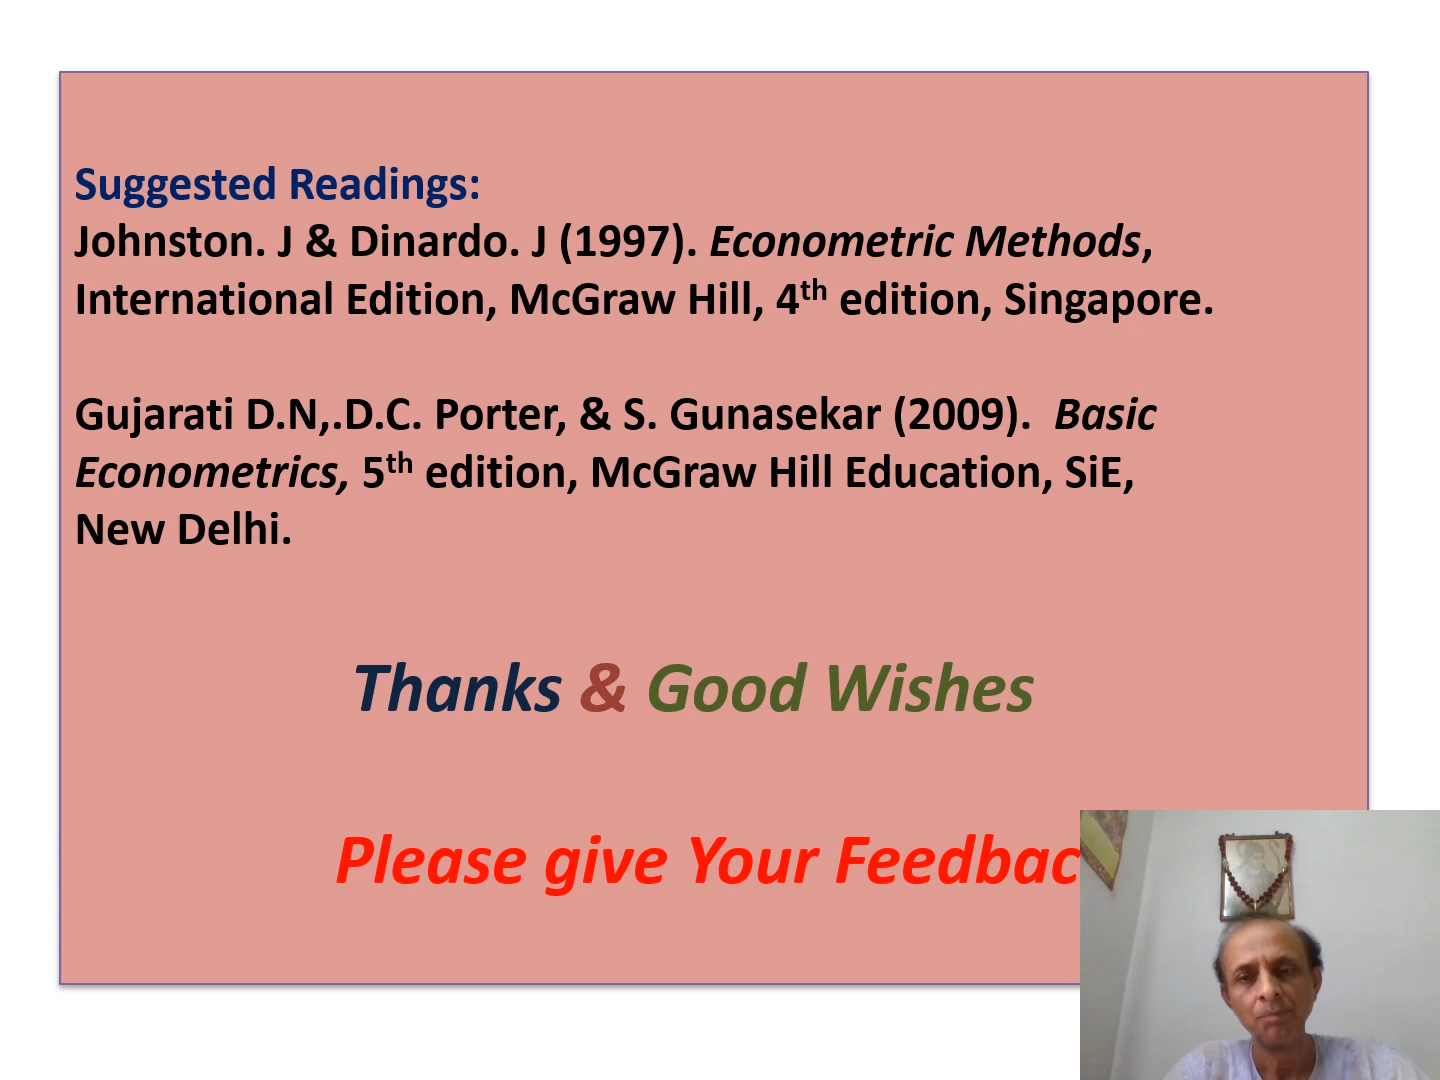 Suggested Readings:
Johnston. J & Dinardo. J (1997). Econometric Methods,
International Edition, McGraw Hill, 4th edition, Singapore.
Gujarati D.N,.D.C. Porter, & S. Gunasekar (2009). Basic
Econometrics, 5th edition, McGraw Hill Education, SiE,
New Delhi.
Thanks & Good Wishes
Please give Your Feedbac